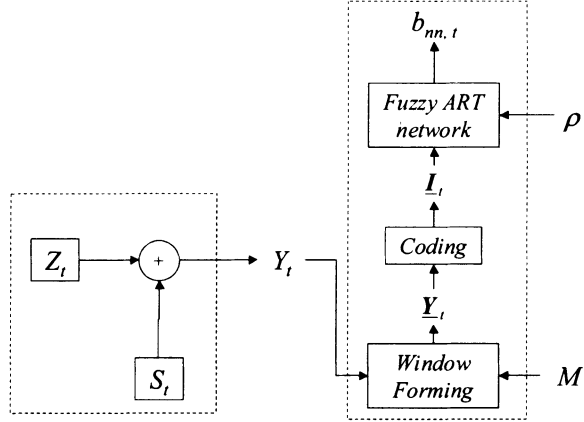 b_{nn, t}
Fuzzy ART
network
ρ
I_t
Coding
Z_t
+
Y_t
Y_t
S_t
Window
Forming
M